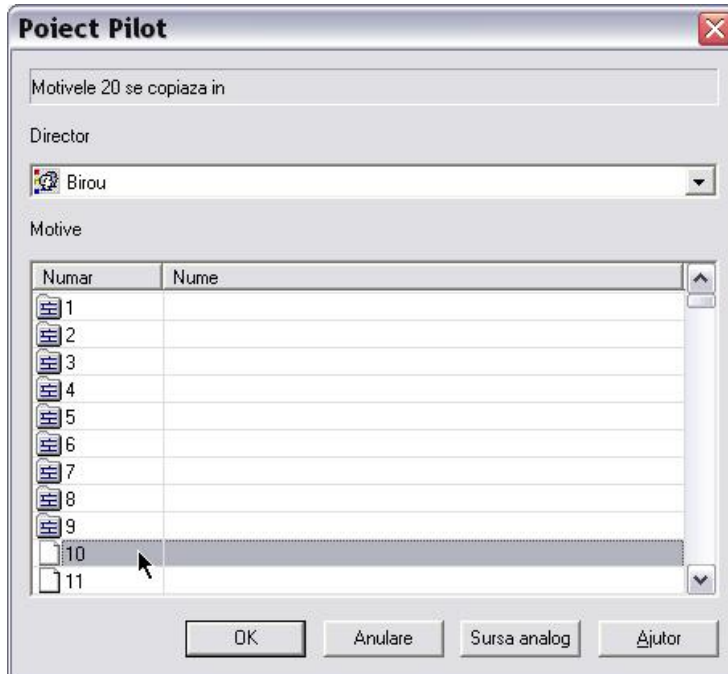 Poiect Pilot
Motivele 20 se copiaza in
Director
Birou
Motive
Numar Nume
1
2
3
4
5
6
7
8
9
10
11
OK Anulare Sursa analog Ajutor